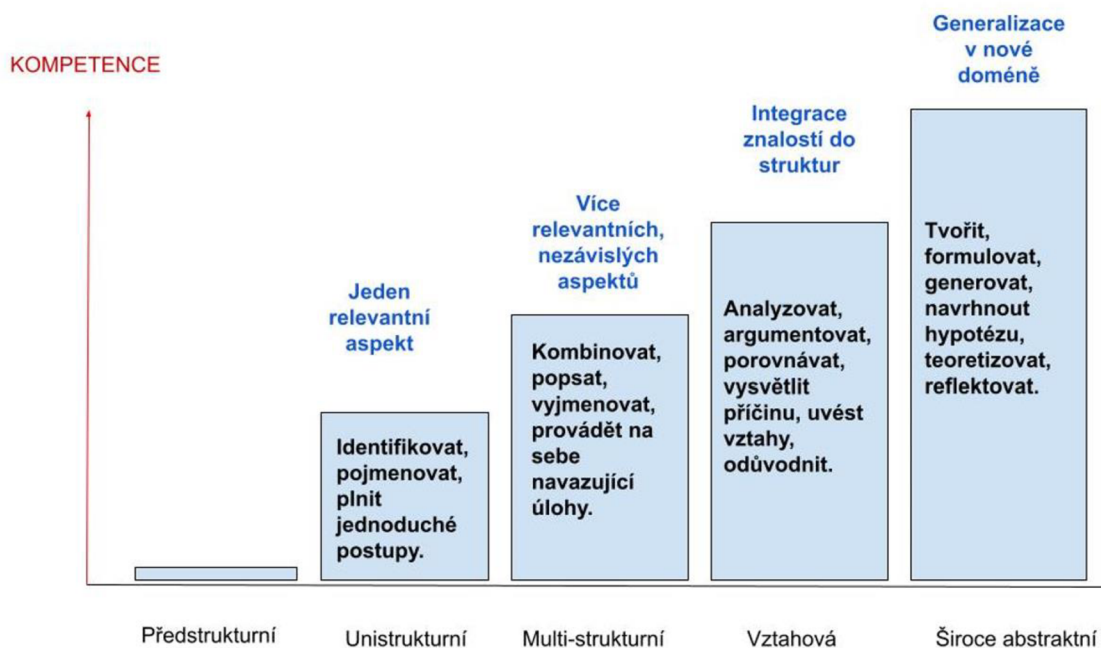 KOMPETENCE
Jeden
relevantní
aspekt
Více
relevantních,
nezávislých
aspektů
Integrace
znalostí do
struktur
Generalizace
v nové
doméně
Identifikovat,
pojmenovat,
plnit
jednoduché
postupy.
Kombinovat,
popsat,
vyjmenovat,
provádět na
sebe
navazující
úlohy.
Analyzovat,
argumentovat,
porovnávat,
vysvětlit
příčinu, uvést
vztahy,
odůvodnit.
Tvořit,
formulovat,
generovat,
navrhnout
hypotézu,
teoretizovat,
reflektovat.
Předstrukturní
Unistrukturní
Multi-strukturní
Vztahová
Široce abstraktní